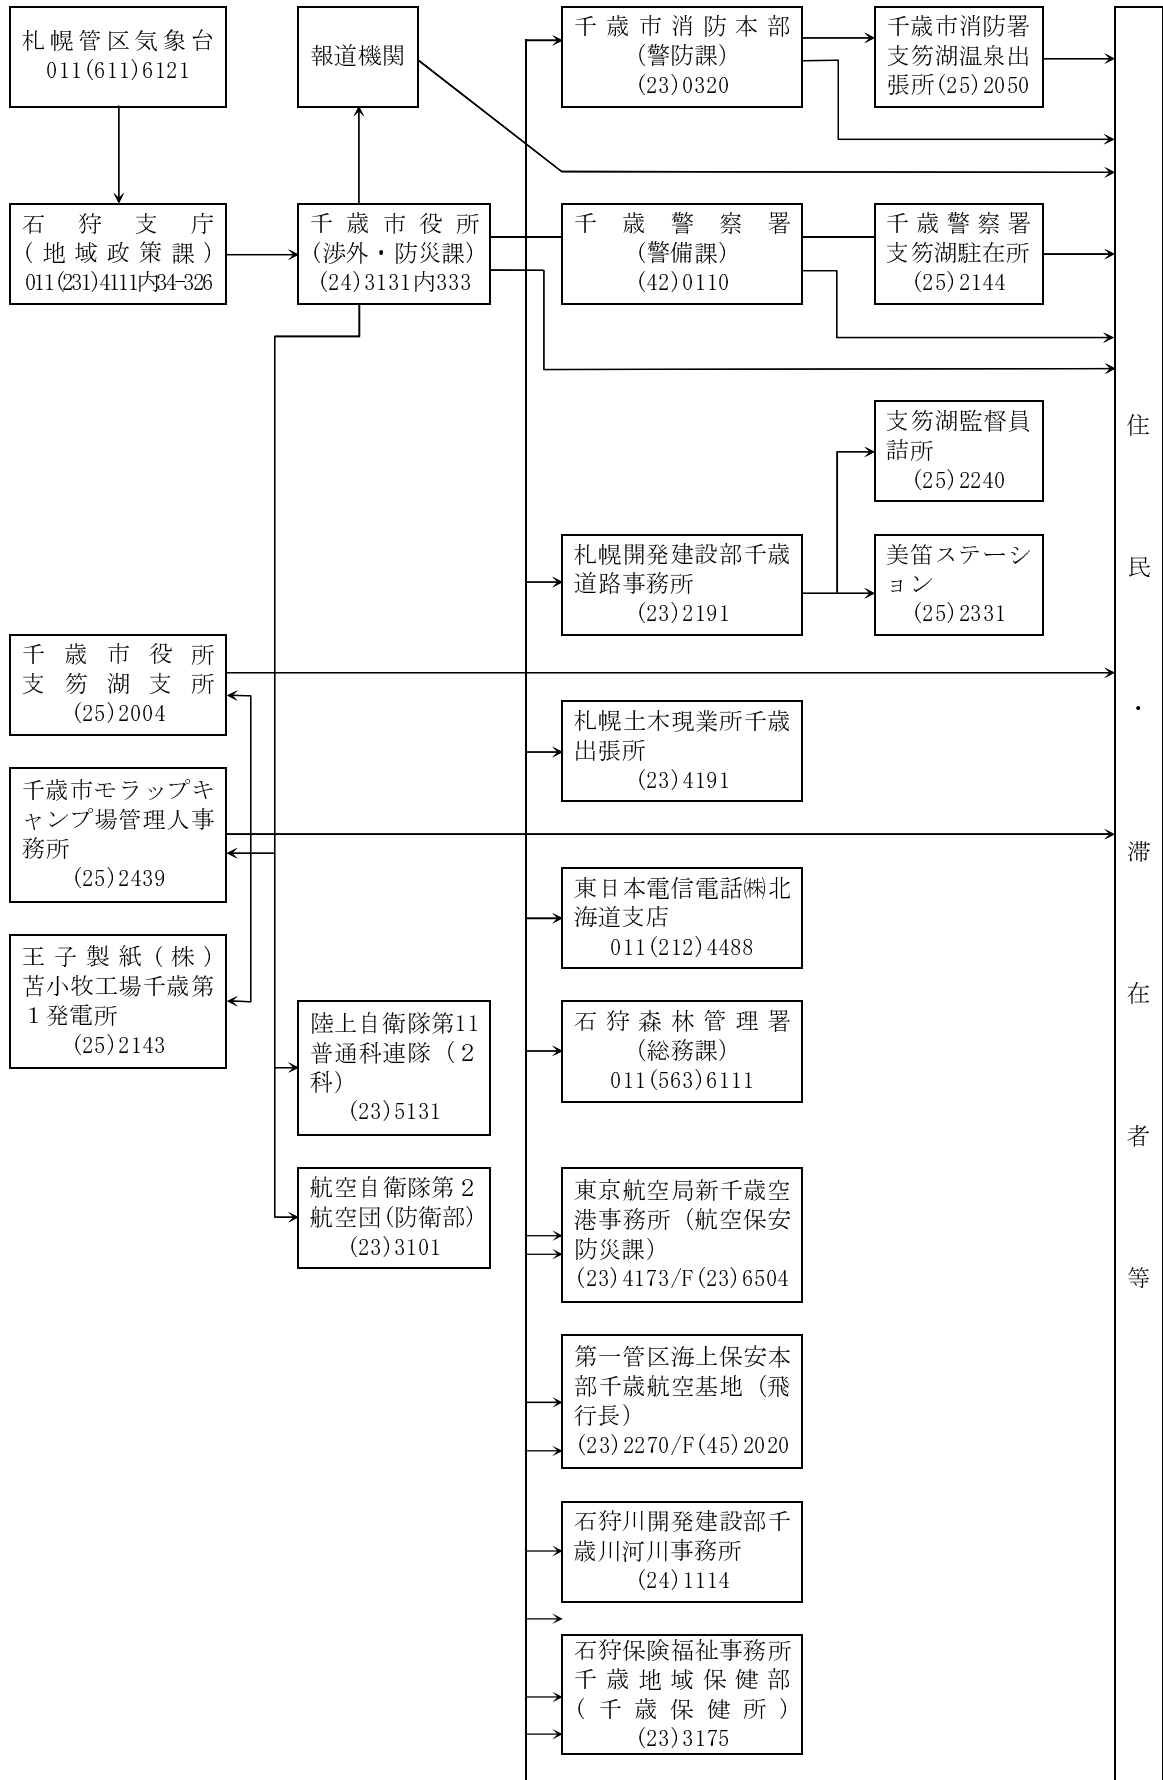 札幌管区気象台
011(611)6121
報道機関
千歳市消防本部
(警防課)
(23)0320
千歳市消防署
支笏湖温泉出
張所(25)2050
石狩支庁
(地域政策課)
011(231)4111内34-326
千歳市役所
(渉外・防災課)
(24)3131内333
千歳警察署
(警備課)
(42)0110
千歳警察署
支笏湖駐在所
(25)2144
支笏湖監督員
詰所
(25)2240
札幌開発建設部千歳
道路事務所
(23)2191
美笛ステーシ
ョン
(25)2331
千歳市役所
支笏湖支所
(25)2004
札幌土木現業所千歳
出張所
(23)4191
千歳市モラップキ
ャンプ場管理人事
務所
(25)2439
東日本電信電話㈱北
海道支店
011(212)4488
王子製紙(株)
苫小牧工場千歳第
１発電所
(25)2143
陸上自衛隊第11
普通科連隊（２
科）
(23)5131
石狩森林管理署
(総務課)
011(563)6111
航空自衛隊第２
航空団(防衛部)
(23)3101
東京航空局新千歳空
港事務所（航空保安
防災課）
(23)4173/F(23)6504
第一管区海上保安本
部千歳航空基地（飛
行長）
(23)2270/F(45)2020
石狩川開発建設部千
歳川河川事務所
(24)1114
石狩保険福祉事務所
千歳地域保健部
(千歳保健所)
(23)3175
住民・滞在者等